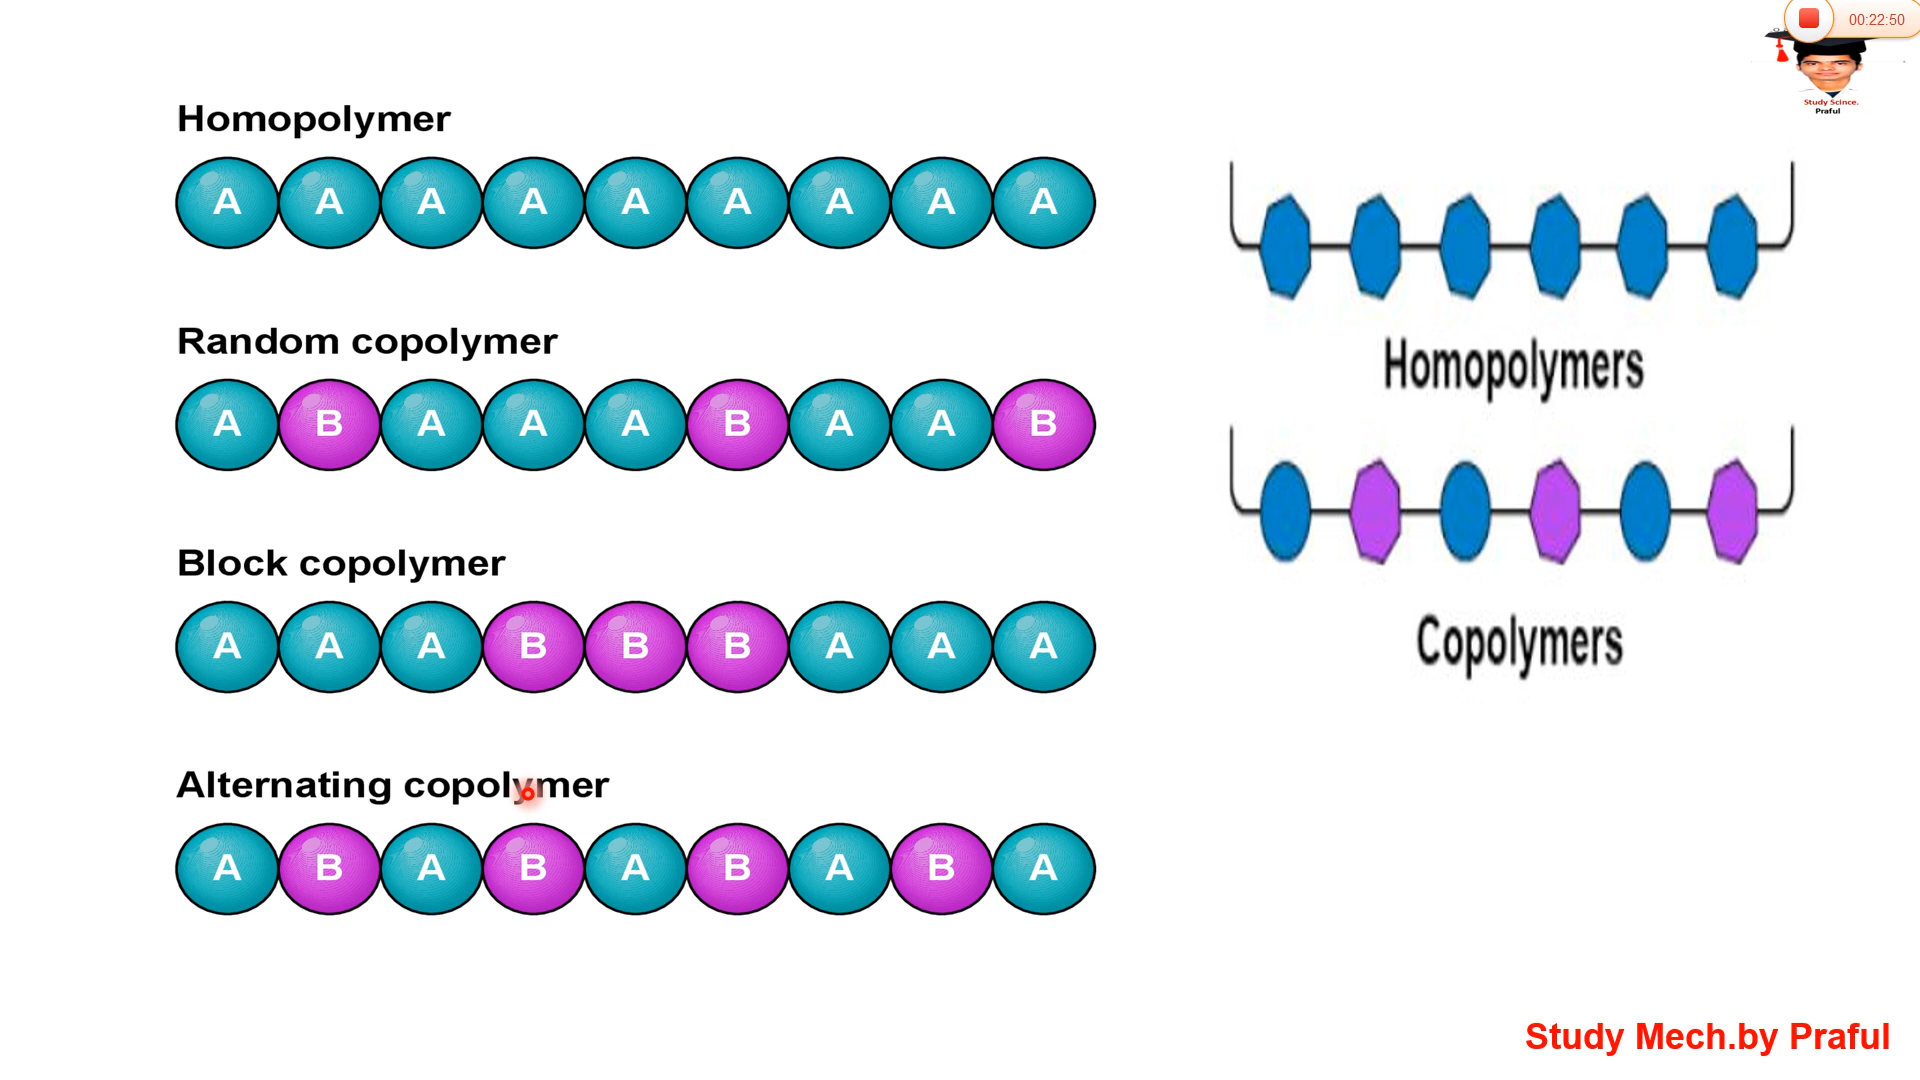 00:22:50
Study Scince.
Praful
Homopolymer
A A A A A A A A A
Random copolymer
A B A A A B A A B
Block copolymer
A A A B B B A A A
Alternating copolymer
A B A B A B A B A
Homopolymers
Copolymers
Study Mech.by Praful